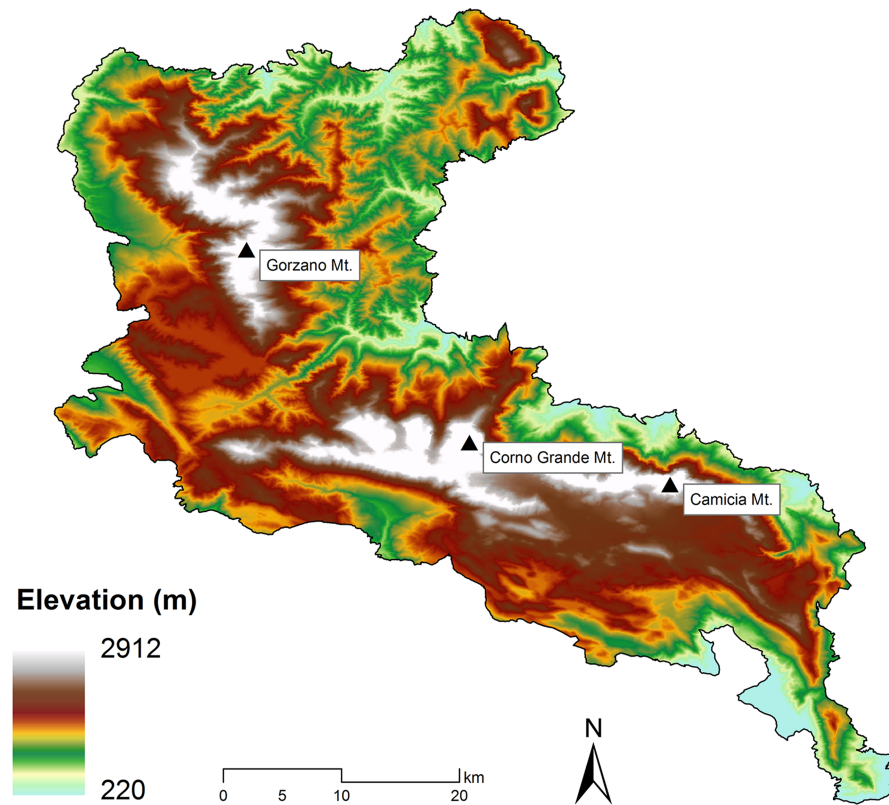 Gorzano Mt.
Corno Grande Mt.
Camicia Mt.
Elevation (m)
2912
220
N
km
0 5 10 20